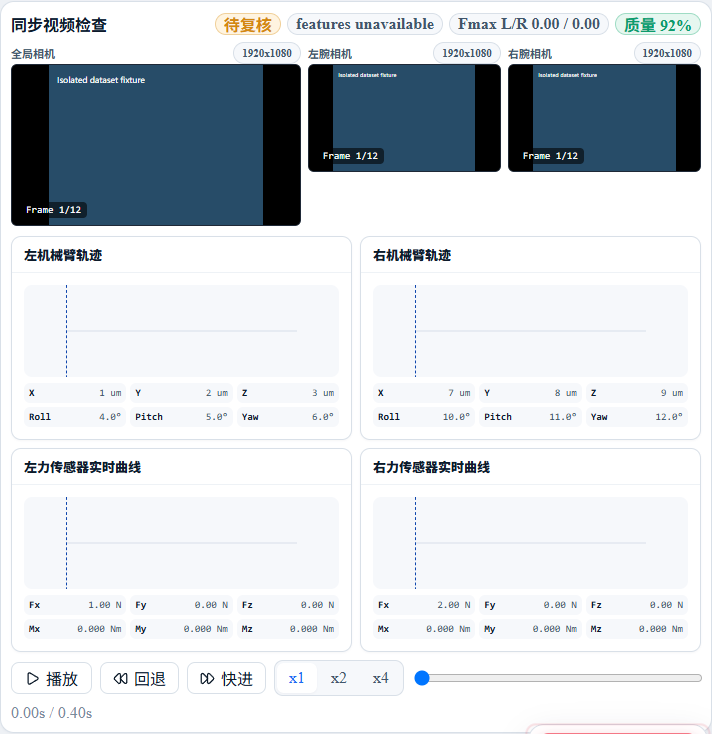 同步视频检查 待复核 features unavailable Fmax L/R 0.00 / 0.00 质量 92%
全局相机 1920x1080 左腕相机 1920x1080 右腕相机 1920x1080
Isolated dataset fixture Isolated dataset fixture Isolated dataset fixture
Frame 1/12 Frame 1/12
Frame 1/12
左机械臂轨迹 右机械臂轨迹
X 1 um Y 2 um Z 3 um X 7 um Y 8 um Z 9 um
Roll 4.0° Pitch 5.0° Yaw 6.0° Roll 10.0° Pitch 11.0° Yaw 12.0°
左力传感器实时曲线 右力传感器实时曲线
Fx 1.00 N Fy 0.00 N Fz 0.00 N Fx 2.00 N Fy 0.00 N Fz 0.00 N
Mx 0.000 Nm My 0.000 Nm Mz 0.000 Nm Mx 0.000 Nm My 0.000 Nm Mz 0.000 Nm
播放 回退 快进 x1 x2 x4
0.00s / 0.40s